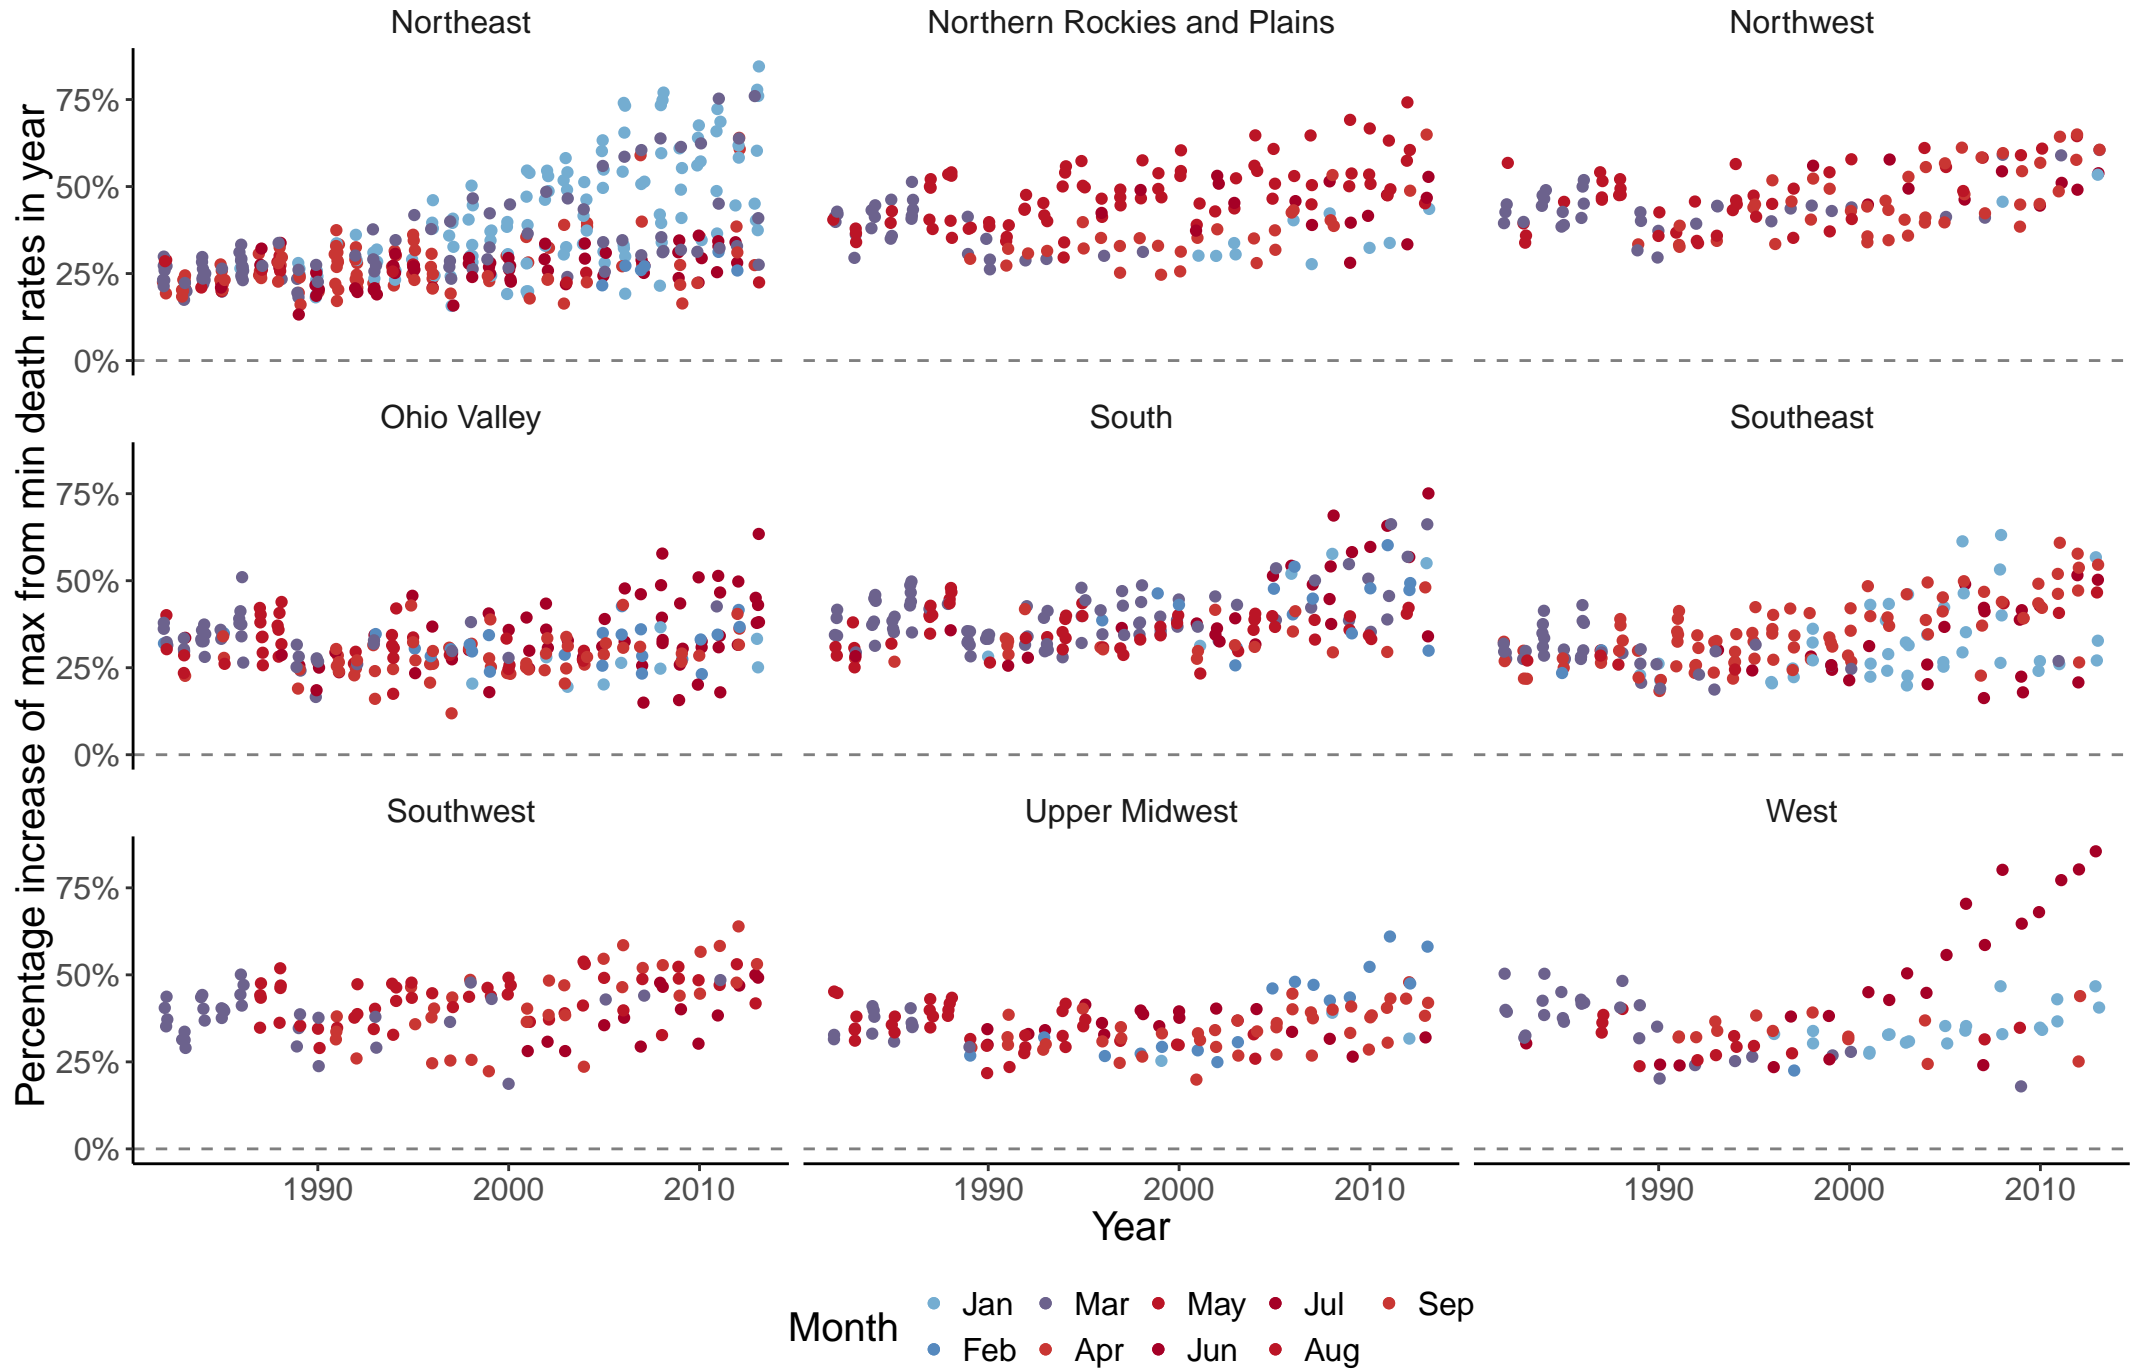 Northeast
Northern Rockies and Plains
Northwest
75%
50%
25%
0%
Ohio Valley
South
Southeast
75%
50%
25%
0%
Southwest
Upper Midwest
West
75%
50%
25%
0%
Percentage increase of max from min death rates in year
1990 2000 2010 1990 2000 2010 1990 2000 2010
Year
Month
Jan Mar May Jul Sep
Feb Apr Jun Aug